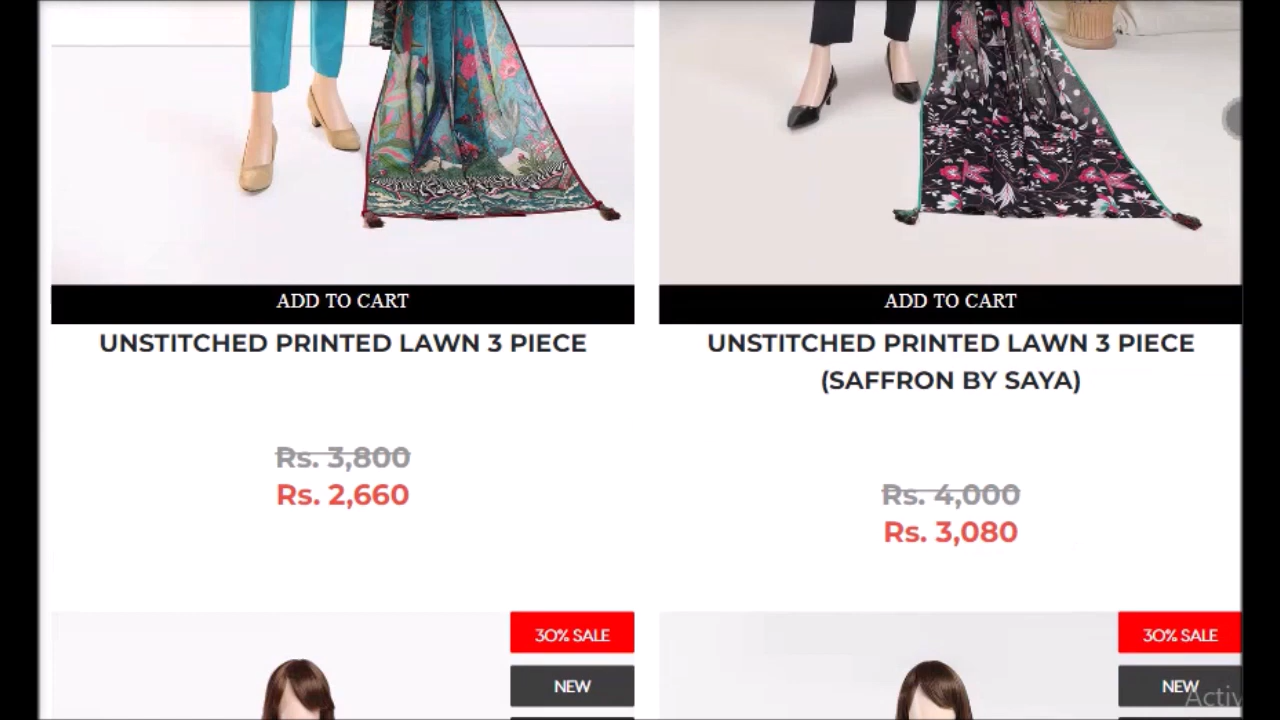 ADD TO CART
UNSTITCHED PRINTED LAWN 3 PIECE
Rs. 3,800
Rs. 2,660
ADD TO CART
UNSTITCHED PRINTED LAWN 3 PIECE
(SAFFRON BY SAYA)
Rs. 4,000
Rs. 3,080
30% SALE
NEW
30% SALE
NEW
Activ